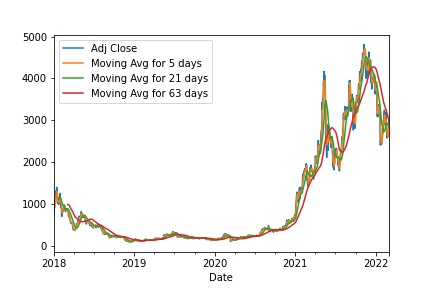 5000
4000
3000
2000
1000
0
Adj Close
Moving Avg for 5 days
Moving Avg for 21 days
Moving Avg for 63 days
2018 2019 2020 2021 2022
Date